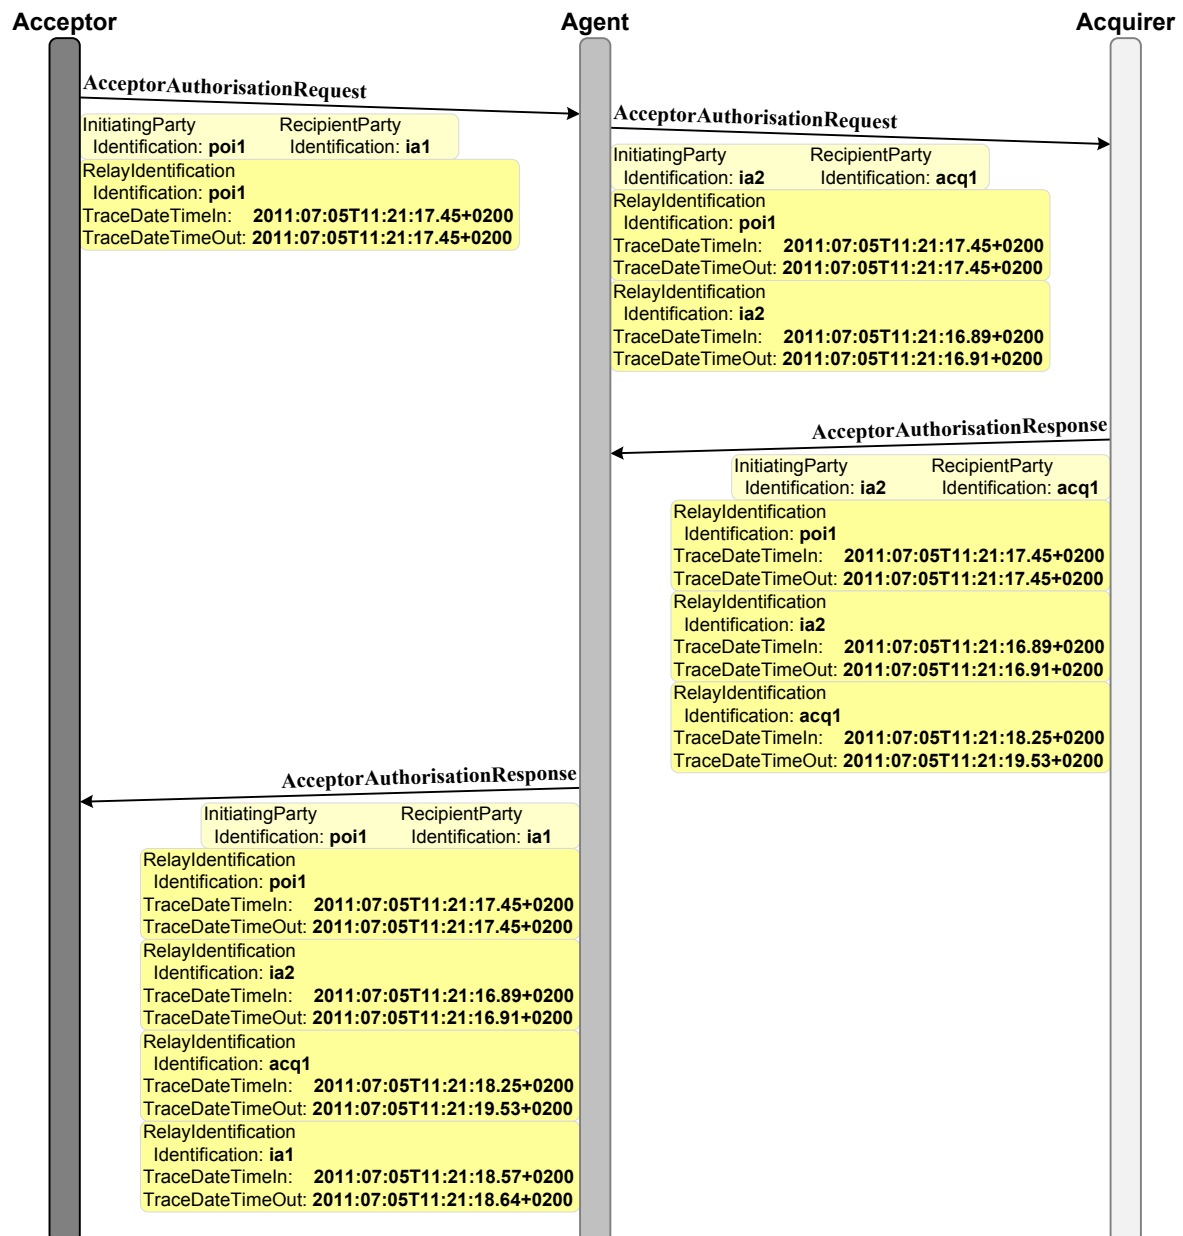 Acceptor Agent Acquirer
AcceptorAuthorisationRequest
InitiatingParty RecipientParty
Identification: poi1 Identification: ia1
RelayIdentification
Identification: poi1
TraceDateTimeIn: 2011:07:05T11:21:17.45+0200
TraceDateTimeOut: 2011:07:05T11:21:17.45+0200
AcceptorAuthorisationRequest
InitiatingParty RecipientParty
Identification: ia2 Identification: acq1
RelayIdentification
Identification: poi1
TraceDateTimeIn: 2011:07:05T11:21:17.45+0200
TraceDateTimeOut: 2011:07:05T11:21:17.45+0200
RelayIdentification
Identification: ia2
TraceDateTimeIn: 2011:07:05T11:21:16.89+0200
TraceDateTimeOut: 2011:07:05T11:21:16.91+0200
AcceptorAuthorisationResponse
InitiatingParty RecipientParty
Identification: ia2 Identification: acq1
RelayIdentification
Identification: poi1
TraceDateTimeIn: 2011:07:05T11:21:17.45+0200
TraceDateTimeOut: 2011:07:05T11:21:17.45+0200
RelayIdentification
Identification: ia2
TraceDateTimeIn: 2011:07:05T11:21:16.89+0200
TraceDateTimeOut: 2011:07:05T11:21:16.91+0200
RelayIdentification
Identification: acq1
TraceDateTimeIn: 2011:07:05T11:21:18.25+0200
TraceDateTimeOut: 2011:07:05T11:21:19.53+0200
AcceptorAuthorisationResponse
InitiatingParty RecipientParty
Identification: poi1 Identification: ia1
RelayIdentification
Identification: poi1
TraceDateTimeIn: 2011:07:05T11:21:17.45+0200
TraceDateTimeOut: 2011:07:05T11:21:17.45+0200
RelayIdentification
Identification: ia2
TraceDateTimeIn: 2011:07:05T11:21:16.89+0200
TraceDateTimeOut: 2011:07:05T11:21:16.91+0200
RelayIdentification
Identification: acq1
TraceDateTimeIn: 2011:07:05T11:21:18.25+0200
TraceDateTimeOut: 2011:07:05T11:21:19.53+0200
RelayIdentification
Identification: ia1
TraceDateTimeIn: 2011:07:05T11:21:18.57+0200
TraceDateTimeOut: 2011:07:05T11:21:18.64+0200